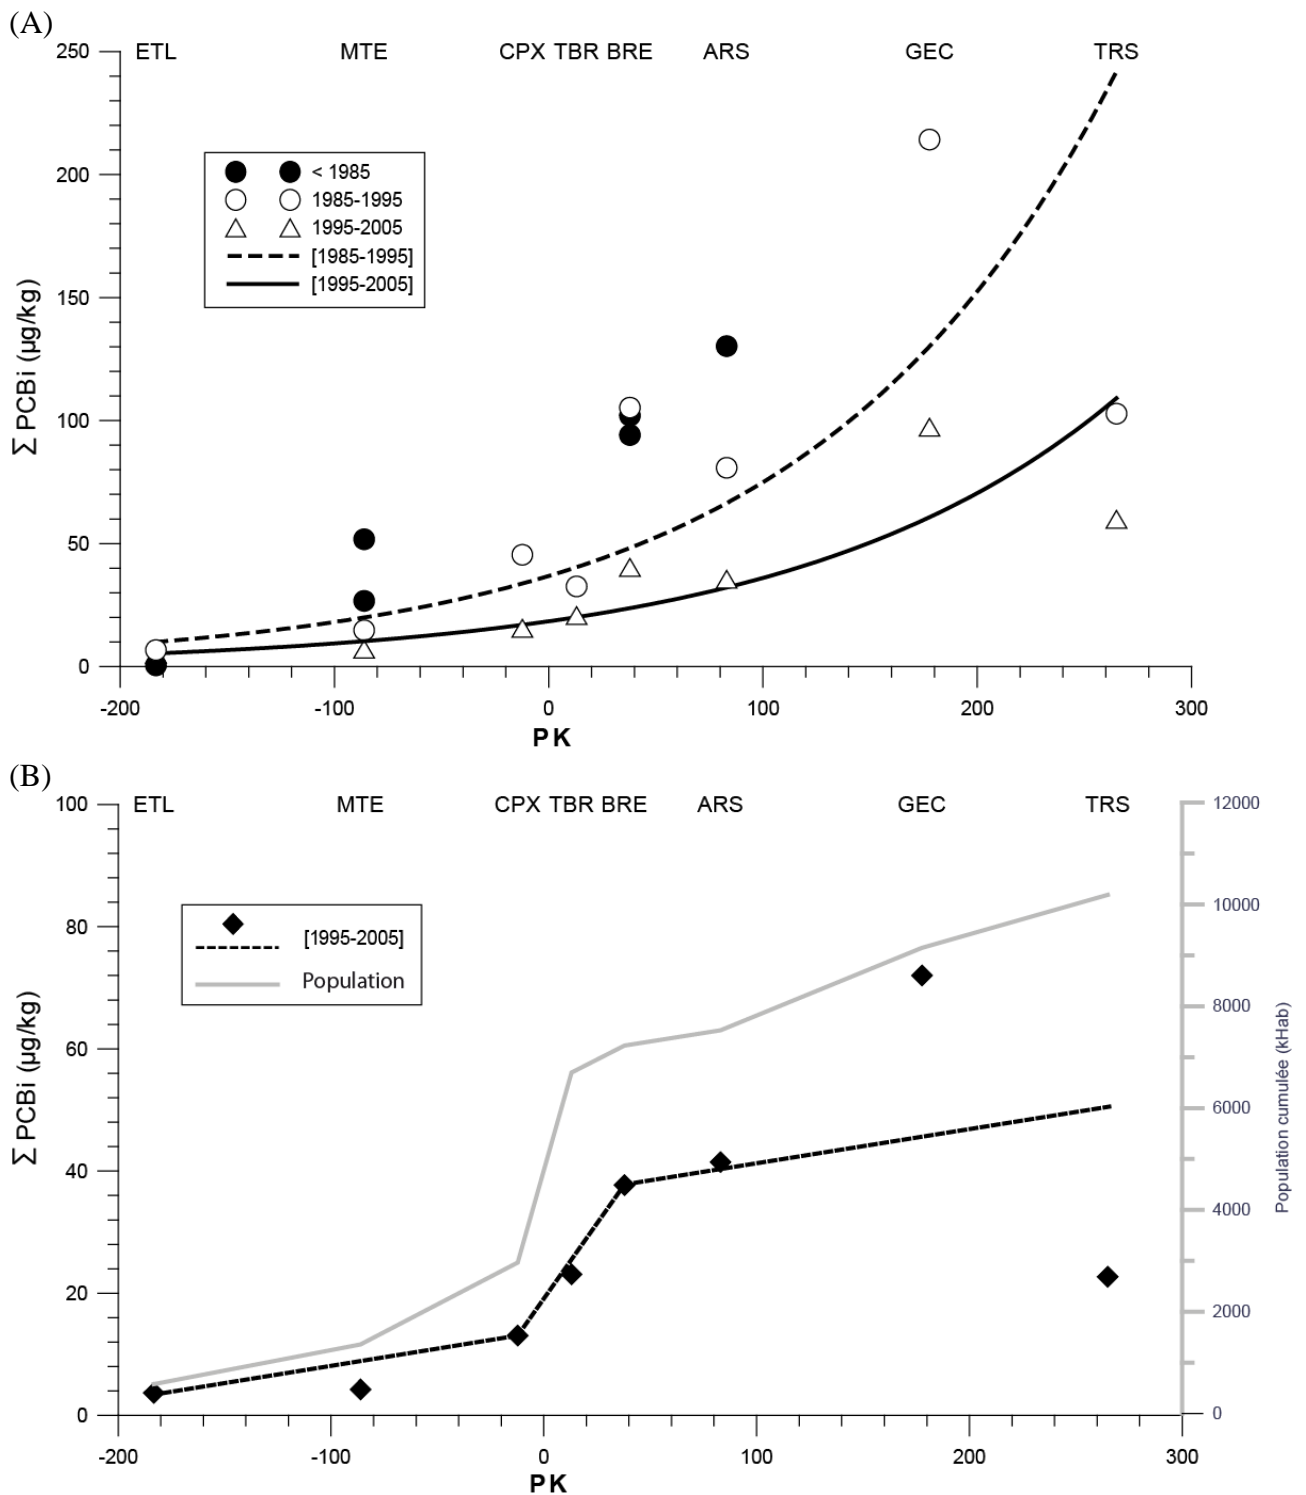 (A)
ETL MTE CPX TBR BRE ARS GEC TRS
250
200
150
100
50
0
∑ PCBi (µg/kg)
< 1985
1985-1995
1995-2005
[1985-1995]
[1995-2005]
-200 -100 0 100 200 300
PK
(B)
ETL MTE CPX TBR BRE ARS GEC TRS
100
80
60
40
20
0
∑ PCBi (µg/kg)
[1995-2005]
Population
12000
10000
8000
6000
4000
2000
0
Population cumulée (kHab)
-200 -100 0 100 200 300
PK